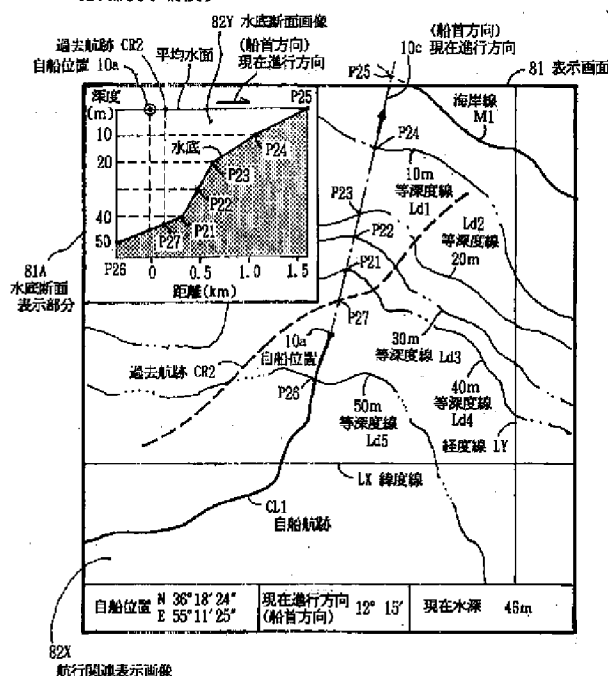 82Y 水底断面画像
過去航跡 CR2
自船位置 10a
平均水面
(船首方向)
現在進行方向
(船首方向)
10c 現在進行方向
P25
81 表示画面
深度
(m)
P25
海岸線
M1
10
水底
P24
P24
20
P23
10m
等深度線
Ld1
P22
P23
Ld2
等深度線
20m
40
P21
P22
50
P27
P21
P26
0
0.5
1.0
1.5
距離(km)
81A
水底断面
表示部分
P27
10a
自船位置
30m
等深度線 Ld3
過去航跡 CR2
P26
40m
等深度線
Ld4
50m
等深度線
Ld5
経度線 LY
LX 緯度線
CL1
自船航跡
自船位置 N 36°18'24"
E 55°11'25"
現在進行方向
(船首方向) 12° 15'
現在水深 46m
82X
航行関連表示画像